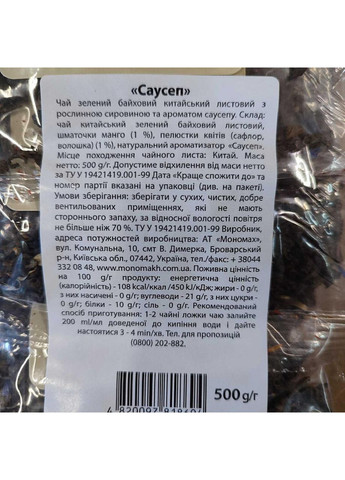 «Саусеп»
Чай зелений байховий китайський листовий з
рослинною сировиною та ароматом саусепу. Склад:
чай китайський зелений байховий листовий,
шматочки манго (1 %), пелюстки квітів (сафлор,
волошка) (1 %), натуральний ароматизатор «Саусеп».
Місце походження чайного листа: Китай. Маса
нетто: 500 g/г. Допустиме відхилення від маси нетто
за ТУ У 19421419.001-99 Дата «Краще спожити до» та
номер партії вказані на упаковці (див. на пакеті).
Умови зберігання: зберігати у сухих, чистих, добре
вентильованих приміщеннях, які не мають
стороннього запаху, за відносної вологості повітря
не більше ніж 70 %. ТУ У 19421419.001-99 Виробник,
адреса потужностей виробництва: АТ «Мономах»,
вул. Комунальна, 10, смт В. Димерка, Броварський
р-н, Київська обл., 07442, Україна, тел./факс: + 38044
332 08 48, www.monomakh.com.ua. Поживна цінність
на 100 g/г продукту: енергетична цінність
(калорійність) - 108 kcal/ккал /450 kJ/кДж; жири - 0 g/г,
з них насичені - 0 g/г; вуглеводи - 21 g/г, з них цукри
- 0 g/г; білки - 10 g/г; сіль - 0 g/г. Рекомендований
спосіб приготування: 1-2 чайні ложки чаю залийте
200 ml/мл доведеної до кипіння води і дайте
настоятися 3 - 4 min/хв. Тел. для пропозицій
(0800) 202-882.
500 g/г
4 820097 818694